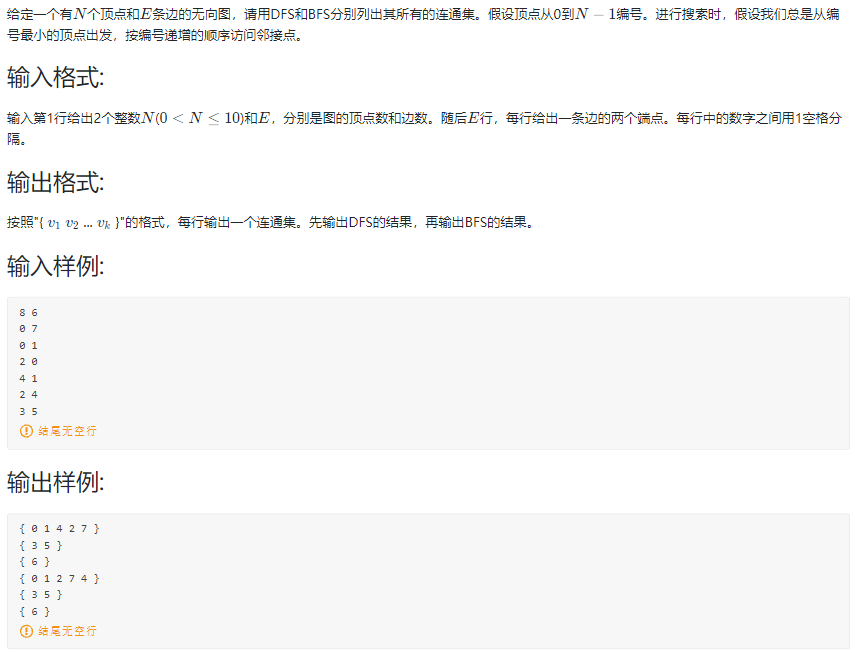 给定一个有N个顶点和E条边的无向图，请用DFS和BFS分别列出其所有的连通集。假设顶点从0到N − 1编号。进行搜索时，假设我们总是从编
号最小的顶点出发，按编号递增的顺序访问邻接点。
输入格式:
输入第1行给出2个整数N(0 < N ≤ 10)和E，分别是图的顶点数和边数。随后E行，每行给出一条边的两个端点。每行中的数字之间用1空格分
隔。
输出格式:
按照"{ v₁ v₂ ... vₖ }"的格式，每行输出一个连通集。先输出DFS的结果，再输出BFS的结果。
输入样例:
8 6
0 7
0 1
2 0
4 1
2 4
3 5
结尾无空行
输出样例:
{ 0 1 4 2 7 }
{ 3 5 }
{ 6 }
{ 0 1 2 7 4 }
{ 3 5 }
{ 6 }
结尾无空行